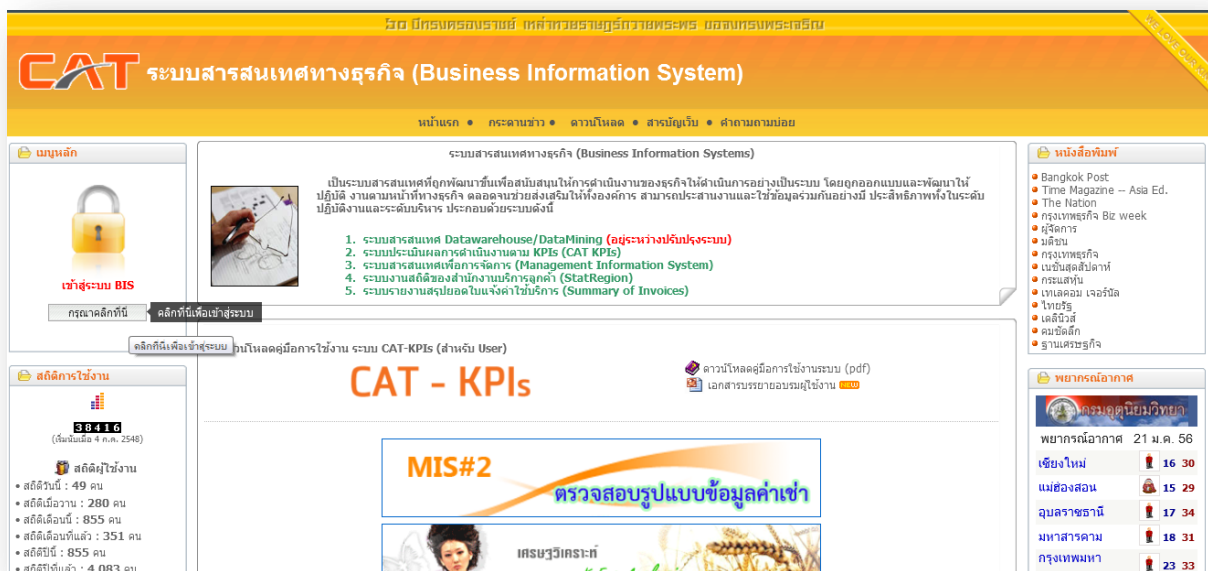 ๖๐ ปีทรงครองราชย์ เหล่าทวยราษฎร์ถวายพระพร ขอจงทรงพระเจริญ
WE LOVE OUR KIN
CAT ระบบสารสนเทศทางธุรกิจ (Business Information System)
หน้าแรก ● กระดานข่าว ● ดาวน์โหลด ● สารบัญเว็บ ● คำถามถามบ่อย
เมนูหลัก
เข้าสู่ระบบ BIS
กรุณาคลิกที่นี่
คลิกที่นี่เพื่อเข้าสู่ระบบ
คลิกที่นี่เพื่อเข้าสู่ระบบ
สถิติการใช้งาน
38416
(เริ่มนับเมื่อ 4 ก.ค. 2548)
สถิติผู้ใช้งาน
• สถิติวันนี้ : 49 คน
• สถิติเมื่อวาน : 280 คน
• สถิติเดือนนี้ : 855 คน
• สถิติเดือนที่แล้ว : 351 คน
• สถิติปีนี้ : 855 คน
• สถิติปีที่แล้ว : 4,083 คน
ระบบสารสนเทศทางธุรกิจ (Business Information Systems)
เป็นระบบสารสนเทศที่ถูกพัฒนาขึ้นเพื่อสนับสนุนให้การดำเนินงานของธุรกิจให้ดำเนินการอย่างเป็นระบบ โดยถูกออกแบบและพัฒนาให้
ปฏิบัติ งานตามหน้าที่ทางธุรกิจ ตลอดจนช่วยส่งเสริมให้ทั้งองค์การ สามารถประสานงานและใช้ข้อมูลร่วมกันอย่างมี ประสิทธิภาพทั้งในระดับ
ปฏิบัติงานและระดับบริหาร ประกอบด้วยระบบดังนี้
1. ระบบสารสนเทศ Datawarehouse/DataMining (อยู่ระหว่างปรับปรุงระบบ)
2. ระบบประเมินผลการดำเนินงานตาม KPIs (CAT KPIs)
3. ระบบสารสนเทศเพื่อการจัดการ (Management Information System)
4. ระบบงานสถิติของสำนักงานบริการลูกค้า (StatRegion)
5. ระบบรายงานสรุปยอดใบแจ้งค่าใช้บริการ (Summary of Invoices)
วน์โหลดคู่มือการใช้งาน ระบบ CAT-KPIs (สำหรับ User)
CAT - KPIs
ดาวน์โหลดคู่มือการใช้งานระบบ (pdf)
เอกสารบรรยายอบรมผู้ใช้งาน NEW
MIS#2
ตรวจสอบรูปแบบข้อมูลค่าเช่า
เศรษฐวิเคราะห์
หนังสือพิมพ์
Bangkok Post
Time Magazine -- Asia Ed.
The Nation
กรุงเทพธุรกิจ Biz week
ผู้จัดการ
มติชน
กรุงเทพธุรกิจ
เนชั่นสุดสัปดาห์
กระแสหุ้น
เทเลคอม เจอร์นัล
ไทยรัฐ
เดลินิวส์
คมชัดลึก
ฐานเศรษฐกิจ
พยากรณ์อากาศ
กรมอุตุนิยมวิทยา
พยากรณ์อากาศ 21 ม.ค. 56
เชียงใหม่ 16 30
แม่ฮ่องสอน 15 29
อุบลราชธานี 17 34
มหาสารคาม 18 31
กรุงเทพมหา 23 33